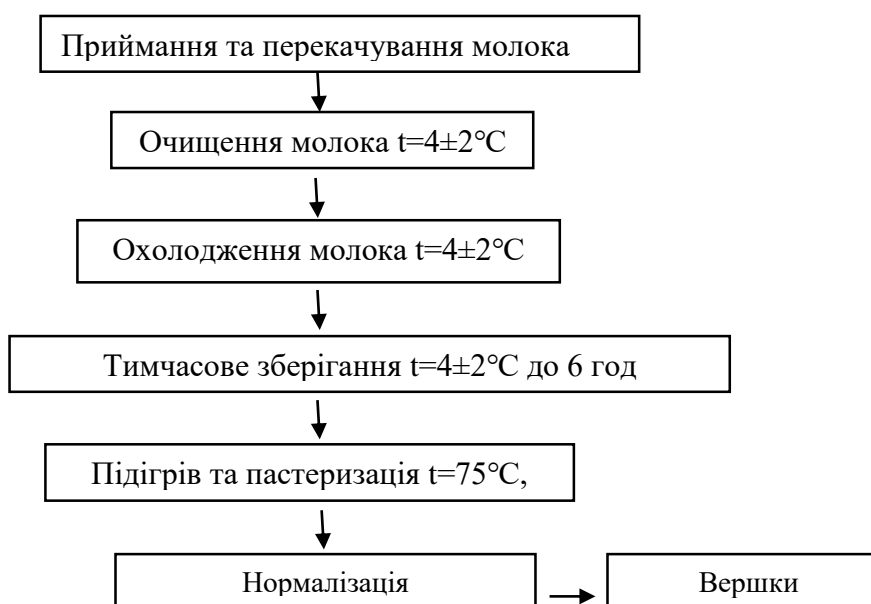 Приймання та перекачування молока
Очищення молока t=4±2°С
Охолодження молока t=4±2°С
Тимчасове зберігання t=4±2°С до 6 год
Підігрів та пастеризація t=75°С,
Нормалізація
Вершки